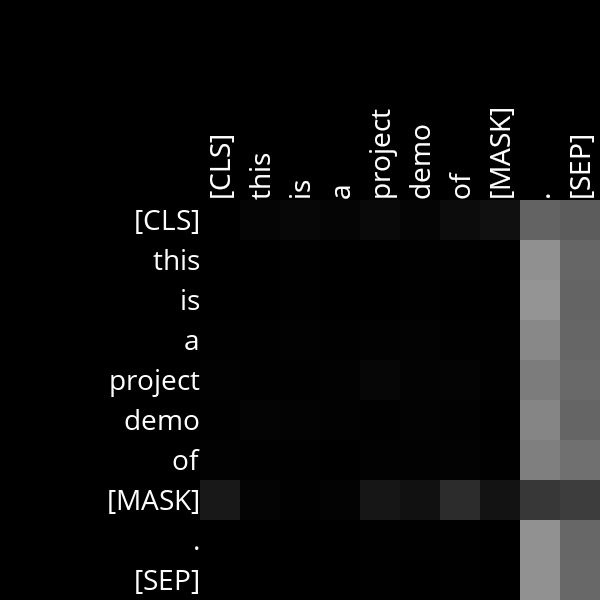 [CLS]
this
is
a
project
demo
of
[MASK]
.
[SEP]
[CLS]
this
is
a
project
demo
of
[MASK]
.
[SEP]